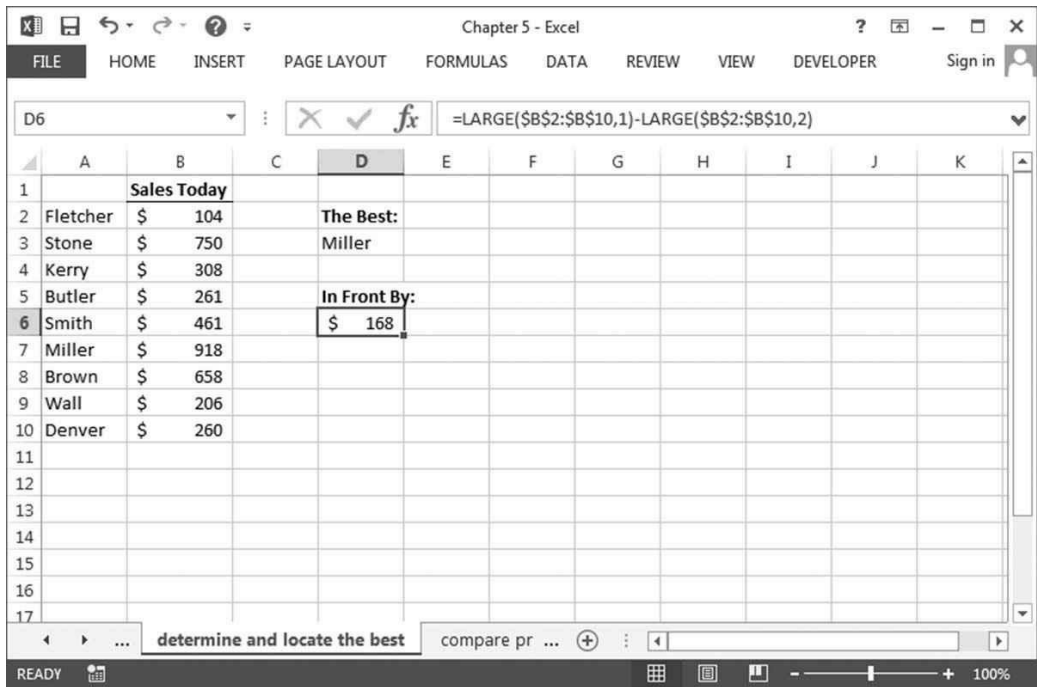 Chapter 5 - Excel
?
FILE HOME INSERT PAGE LAYOUT FORMULAS DATA REVIEW VIEW DEVELOPER Sign in
D6 fx =LARGE($B$2:$B$10,1)-LARGE($B$2:$B$10,2)
A B C D E F G H I J K
1 Sales Today
2 Fletcher $ 104 The Best:
3 Stone $ 750 Miller
4 Kerry $ 308
5 Butler $ 261 In Front By:
6 Smith $ 461 $ 168
7 Miller $ 918
8 Brown $ 658
9 Wall $ 206
10 Denver $ 260
11
12
13
14
15
16
17
... determine and locate the best compare pr ...
READY 100%